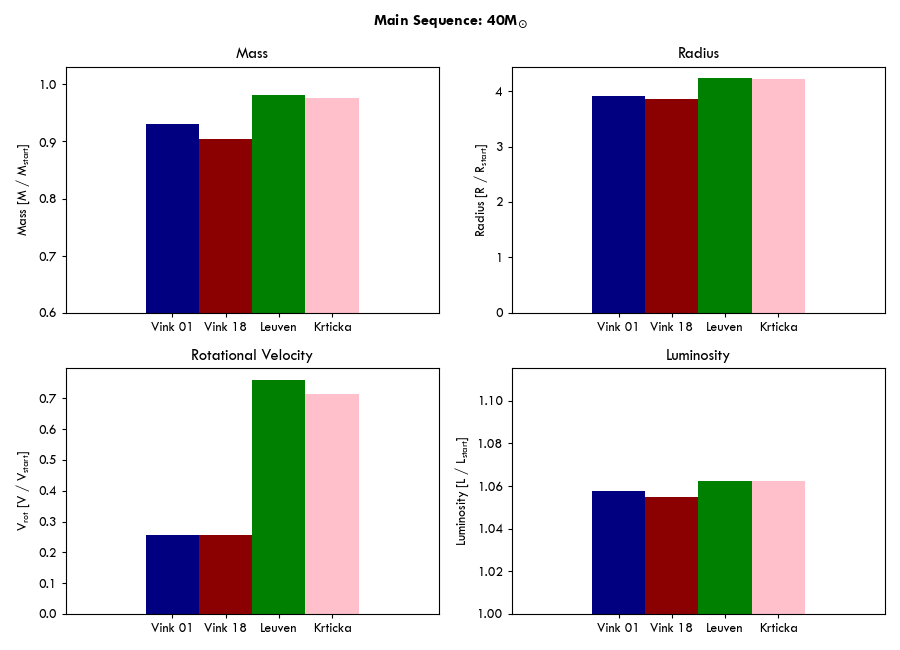 Main Sequence: 40M☉
Mass
Mass [M / Mstart]
1.0
0.9
0.8
0.7
0.6
Vink 01 Vink 18 Leuven Krticka
Radius
Radius [R / Rstart]
4
3
2
1
0
Vink 01 Vink 18 Leuven Krticka
Rotational Velocity
Vrot [V / Vstart]
0.7
0.6
0.5
0.4
0.3
0.2
0.1
0.0
Vink 01 Vink 18 Leuven Krticka
Luminosity
Luminosity [L / Lstart]
1.10
1.08
1.06
1.04
1.02
1.00
Vink 01 Vink 18 Leuven Krticka